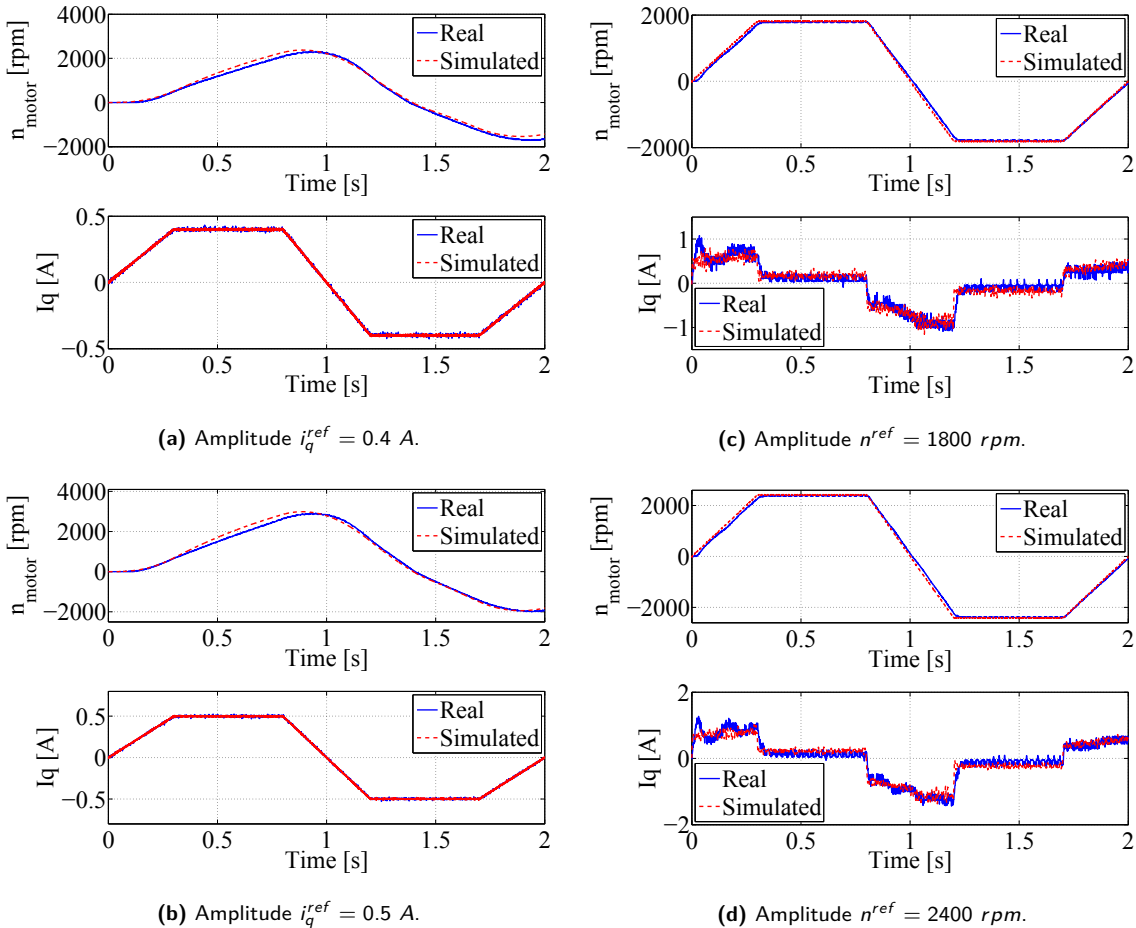 4000
2000
0
−2000
n_motor [rpm]
Real
Simulated
0 0.5 1 1.5 2
Time [s]
0.5
0
−0.5
Iq [A]
Real
Simulated
0 0.5 1 1.5 2
Time [s]
(a) Amplitude i_q^ref = 0.4 A.
2000
0
−2000
n_motor [rpm]
Real
Simulated
0 0.5 1 1.5 2
Time [s]
1
0
−1
Iq [A]
Real
Simulated
0 0.5 1 1.5 2
Time [s]
(c) Amplitude n^ref = 1800 rpm.
4000
2000
0
−2000
n_motor [rpm]
Real
Simulated
0 0.5 1 1.5 2
Time [s]
0.5
0
−0.5
Iq [A]
Real
Simulated
0 0.5 1 1.5 2
Time [s]
(b) Amplitude i_q^ref = 0.5 A.
2000
0
−2000
n_motor [rpm]
Real
Simulated
0 0.5 1 1.5 2
Time [s]
2
0
−2
Iq [A]
Real
Simulated
0 0.5 1 1.5 2
Time [s]
(d) Amplitude n^ref = 2400 rpm.